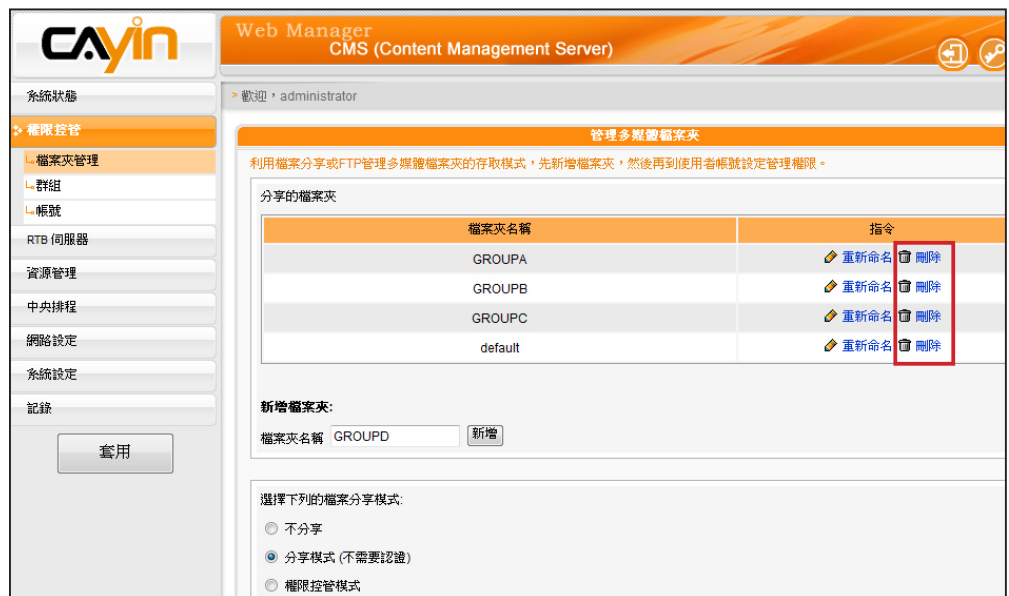 CAYIN
Web Manager
CMS (Content Management Server)
系統狀態
權限控管
檔案夾管理
群組
帳號
RTB 伺服器
資源管理
中央排程
網路設定
系統設定
記錄
套用
> 歡迎，administrator
管理多媒體檔案夾
利用檔案分享或FTP管理多媒體檔案夾的存取模式，先新增檔案夾，然後再到使用者帳號設定管理權限。
分享的檔案夾
檔案夾名稱 指令
GROUPA 重新命名 刪除
GROUPB 重新命名 刪除
GROUPC 重新命名 刪除
default 重新命名 刪除
新增檔案夾:
檔案夾名稱 GROUPD 新增
選擇下列的檔案分享模式:
不分享
分享模式 (不需要認證)
權限控管模式